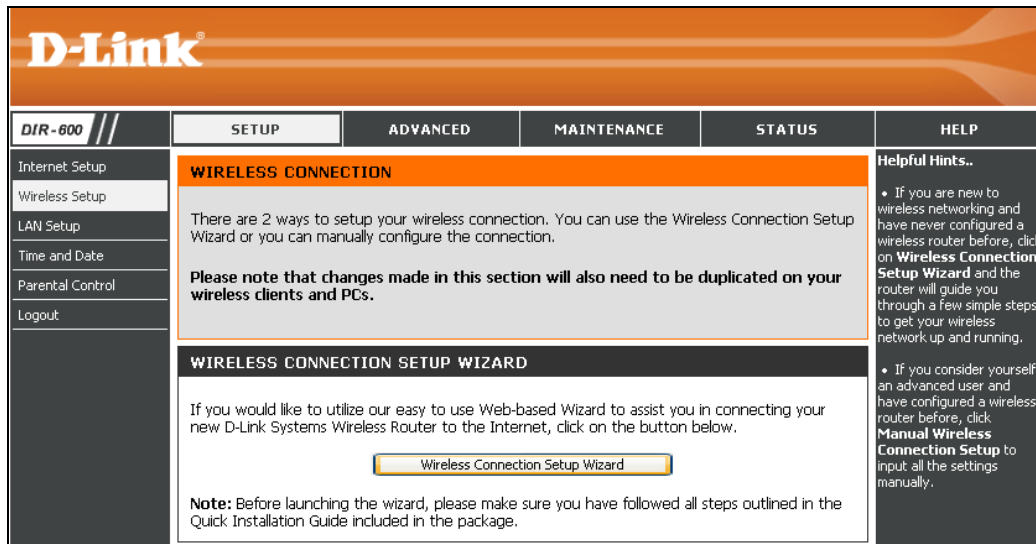 D-Link®
DIR-600
SETUP
ADVANCED
MAINTENANCE
STATUS
HELP
Internet Setup
Wireless Setup
LAN Setup
Time and Date
Parental Control
Logout
WIRELESS CONNECTION
There are 2 ways to setup your wireless connection. You can use the Wireless Connection Setup
Wizard or you can manually configure the connection.
Please note that changes made in this section will also need to be duplicated on your
wireless clients and PCs.
WIRELESS CONNECTION SETUP WIZARD
If you would like to utilize our easy to use Web-based Wizard to assist you in connecting your
new D-Link Systems Wireless Router to the Internet, click on the button below.
Wireless Connection Setup Wizard
Note: Before launching the wizard, please make sure you have followed all steps outlined in the
Quick Installation Guide included in the package.
Helpful Hints..
• If you are new to
wireless networking and
have never configured a
wireless router before, click
on Wireless Connection
Setup Wizard and the
router will guide you
through a few simple steps
to get your wireless
network up and running.
• If you consider yourself
an advanced user and
have configured a wireless
router before, click
Manual Wireless
Connection Setup to
input all the settings
manually.